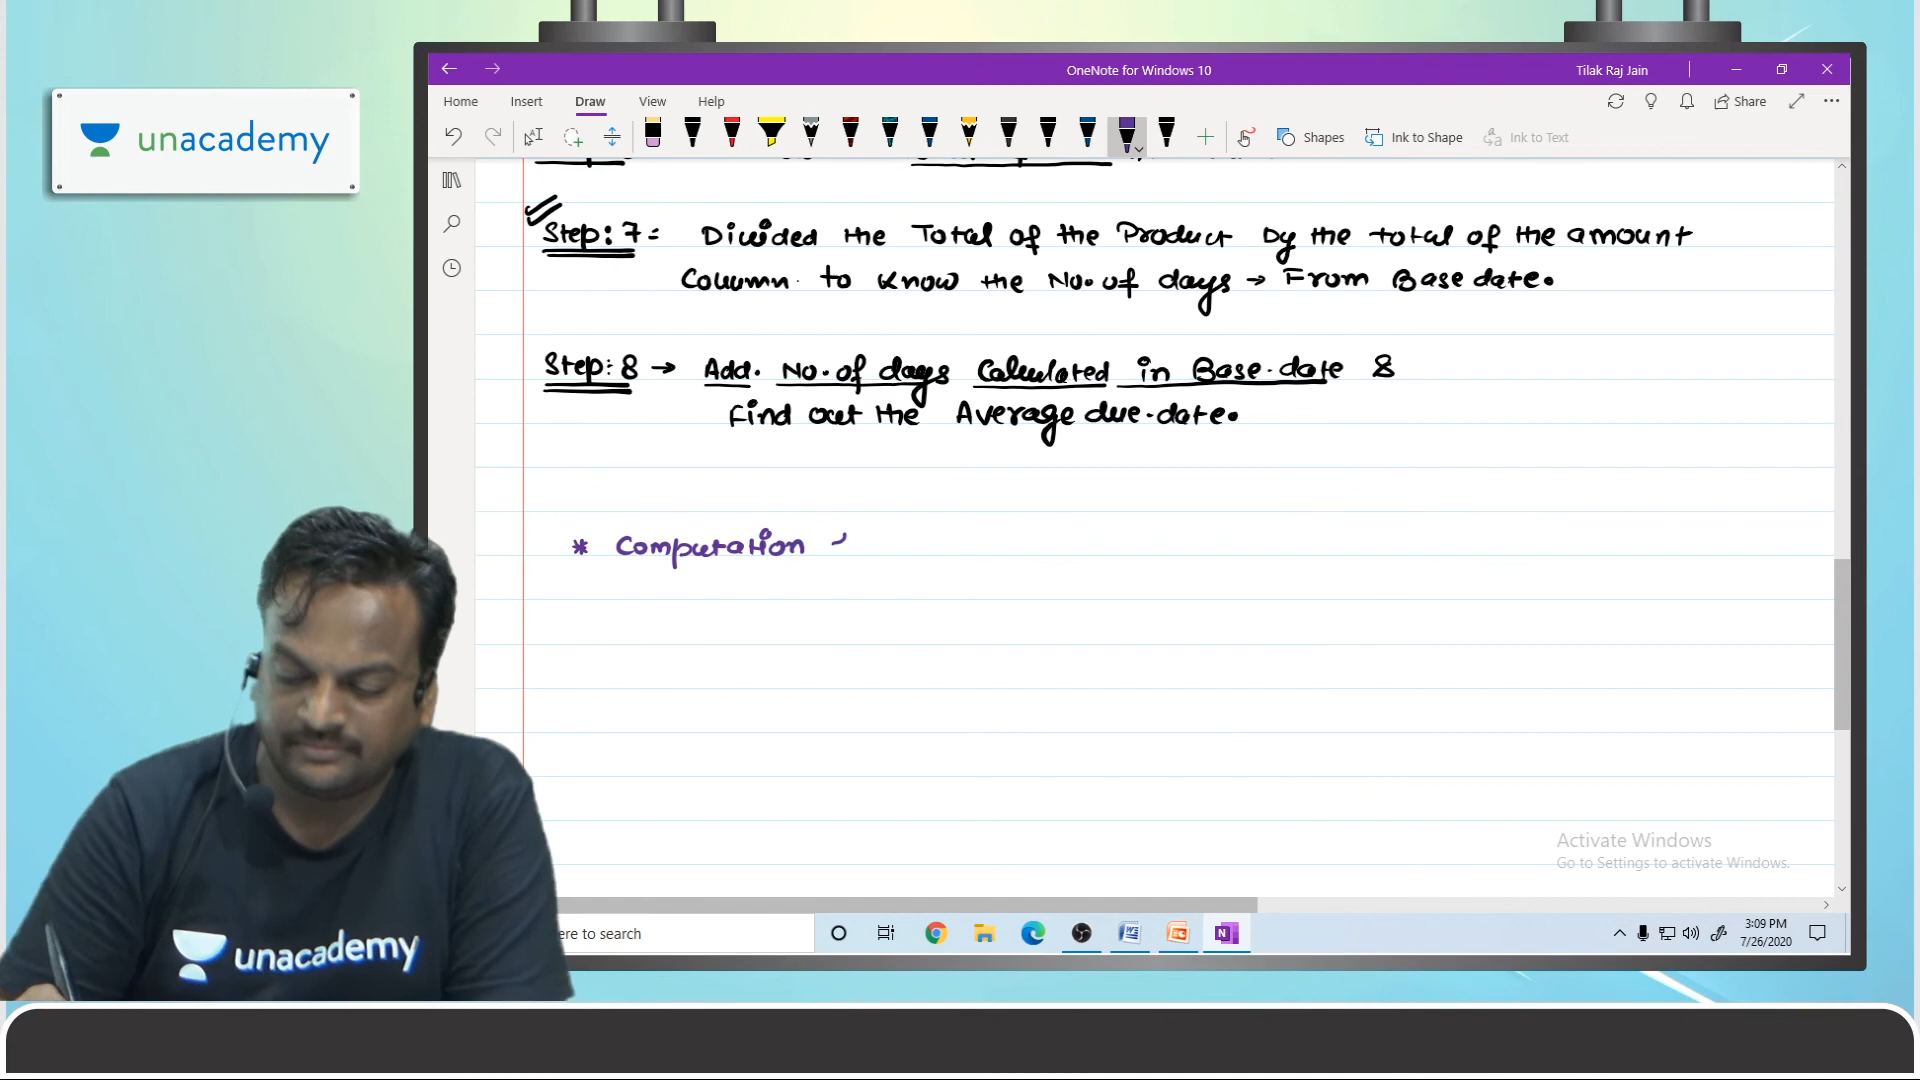 unacademy
OneNote for Windows 10
Tilak Raj Jain
Home Insert Draw View Help
Share
Shapes Ink to Shape Ink to Text
Step: 7 = Divided the Total of the Product by the total of the amount
Column to know the No. of days → From Base date.
Step: 8 → Add. No. of days Calculated in Base date &
Find out the Average due date.
* Computation
Activate Windows
Go to Settings to activate Windows.
unacademy
ere to search
3:09 PM
7/26/2020